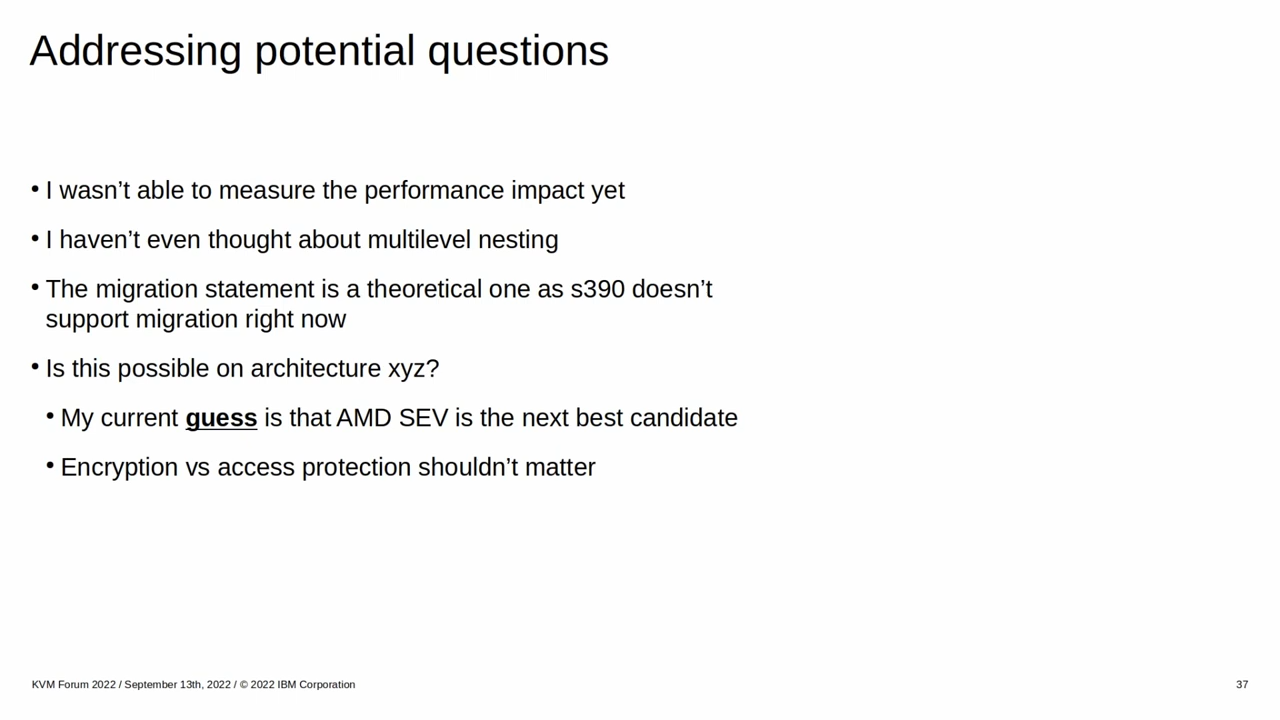 Addressing potential questions
• I wasn’t able to measure the performance impact yet
• I haven’t even thought about multilevel nesting
• The migration statement is a theoretical one as s390 doesn’t
support migration right now
• Is this possible on architecture xyz?
• My current guess is that AMD SEV is the next best candidate
• Encryption vs access protection shouldn’t matter
KVM Forum 2022 / September 13th, 2022 / © 2022 IBM Corporation
37